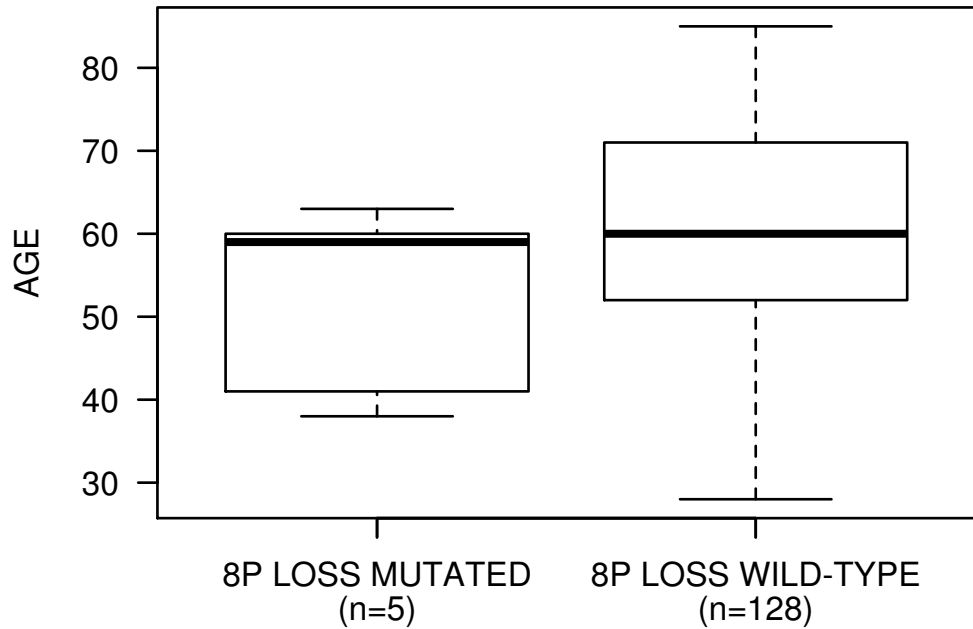 AGE
80
70
60
50
40
30
8P LOSS MUTATED
(n=5)
8P LOSS WILD-TYPE
(n=128)